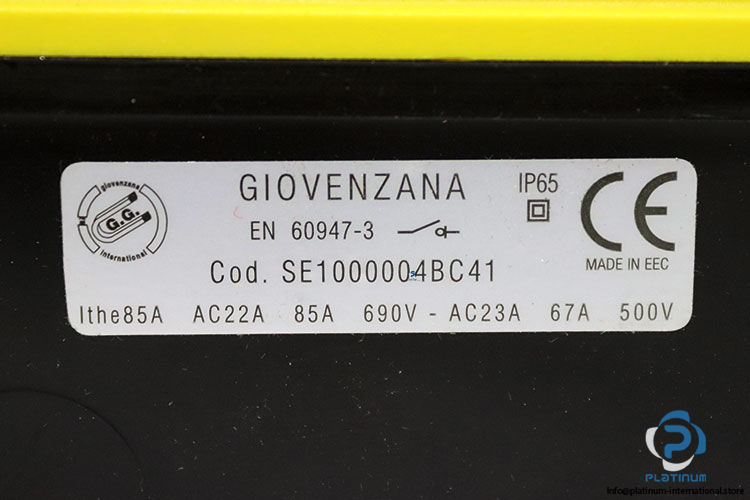 giovenzana
G.G.
international
GIOVENZANA
IP65
EN 60947-3
CE
MADE IN EEC
Cod. SE1000004BC41
Ithe85A AC22A 85A 690V - AC23A 67A 500V
PLATINUM
info@platinum-international.store